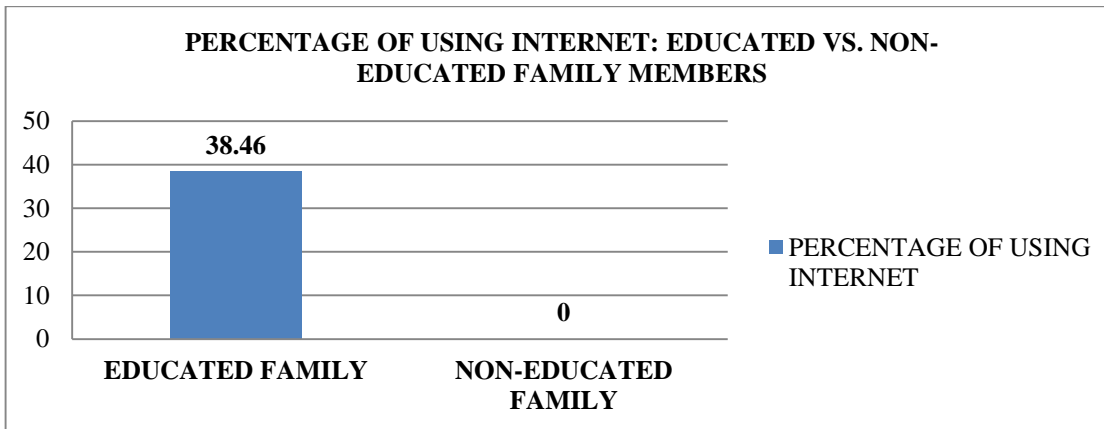 PERCENTAGE OF USING INTERNET: EDUCATED VS. NON-
EDUCATED FAMILY MEMBERS
50
40
30
20
10
0
38.46
0
EDUCATED FAMILY
NON-EDUCATED
FAMILY
PERCENTAGE OF USING
INTERNET